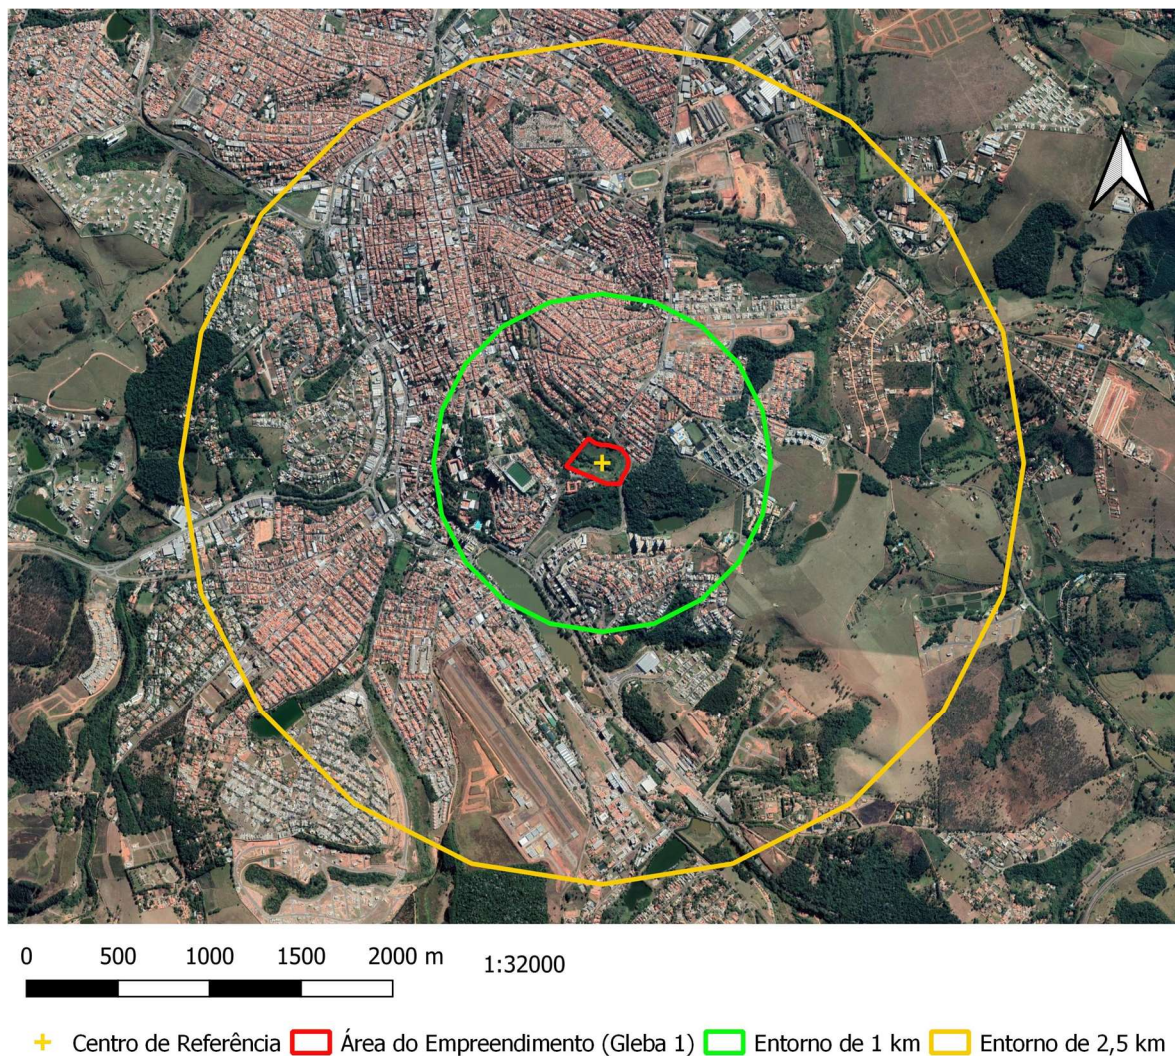 0 500 1000 1500 2000 m 1:32000
Centro de Referência Área do Empreendimento (Gleba 1) Entorno de 1 km Entorno de 2,5 km